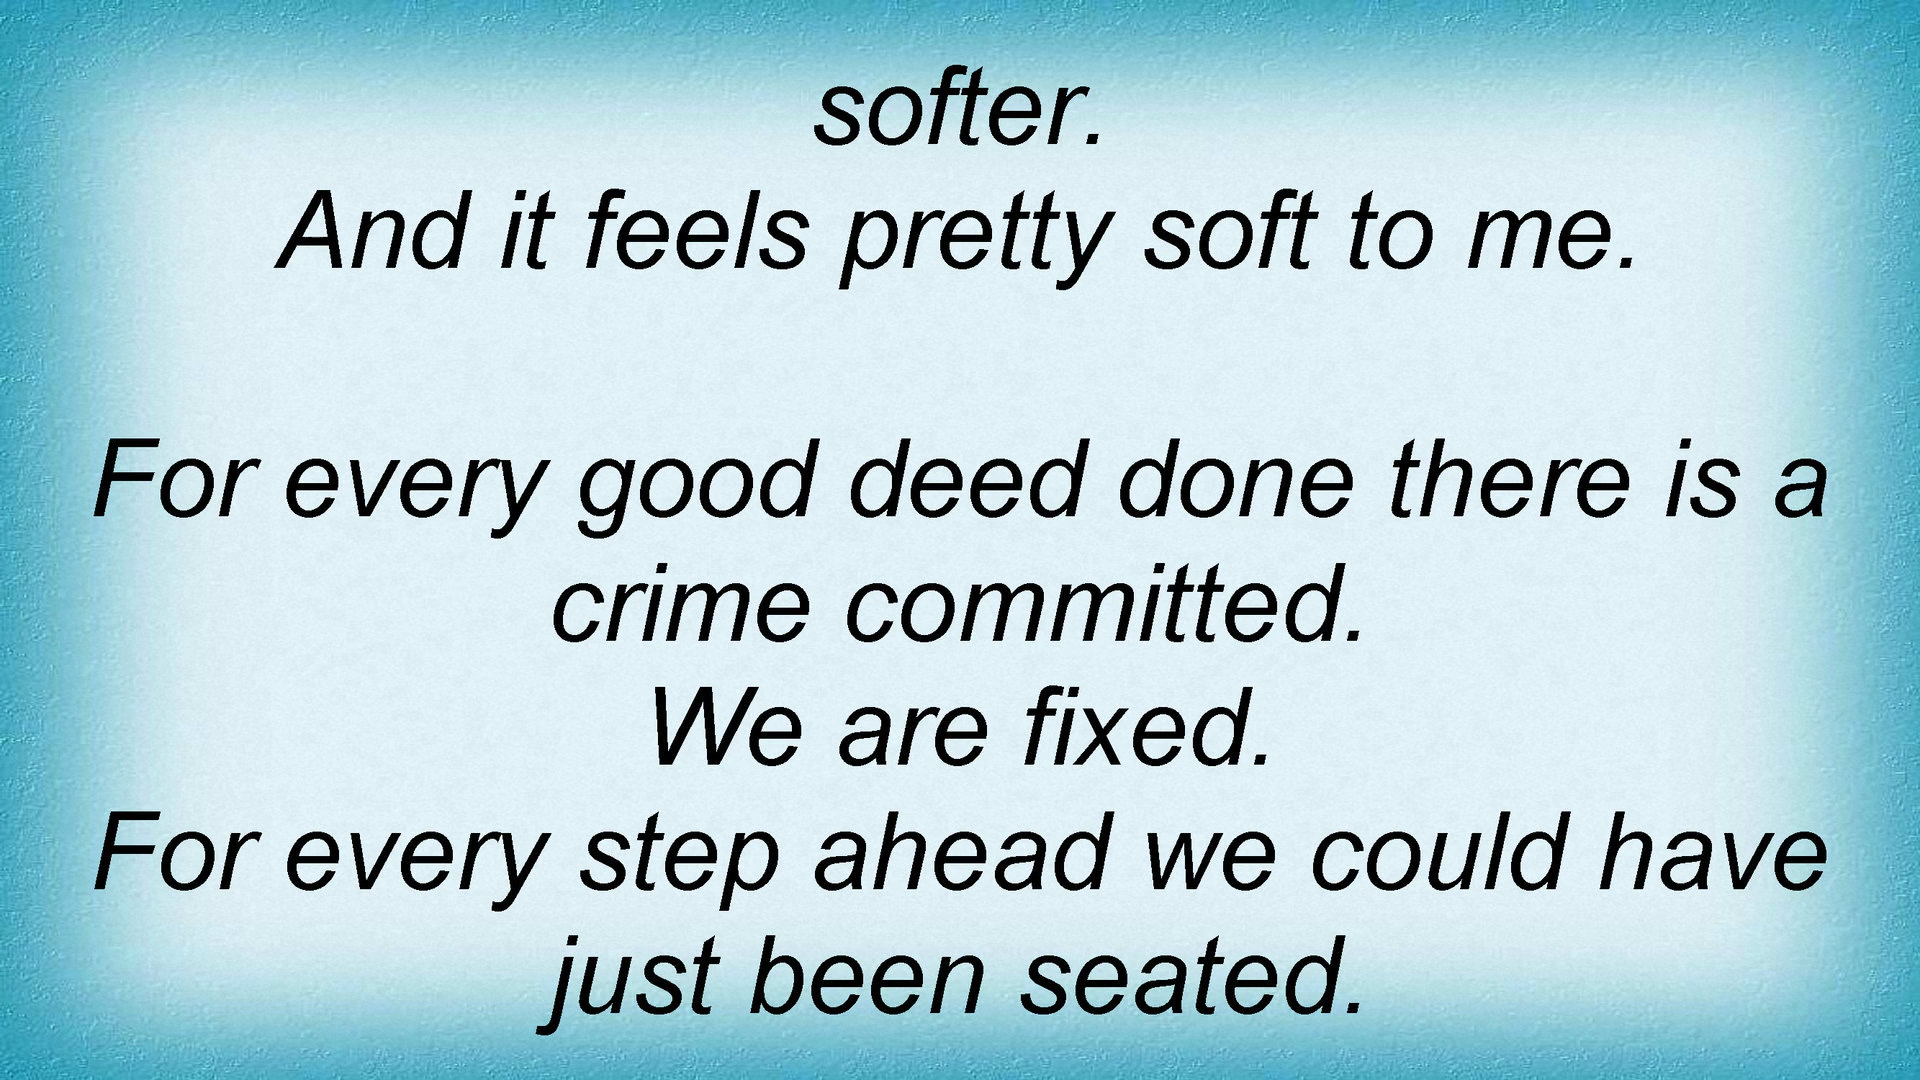 softer.
And it feels pretty soft to me.
For every good deed done there is a
crime committed.
We are fixed.
For every step ahead we could have
just been seated.